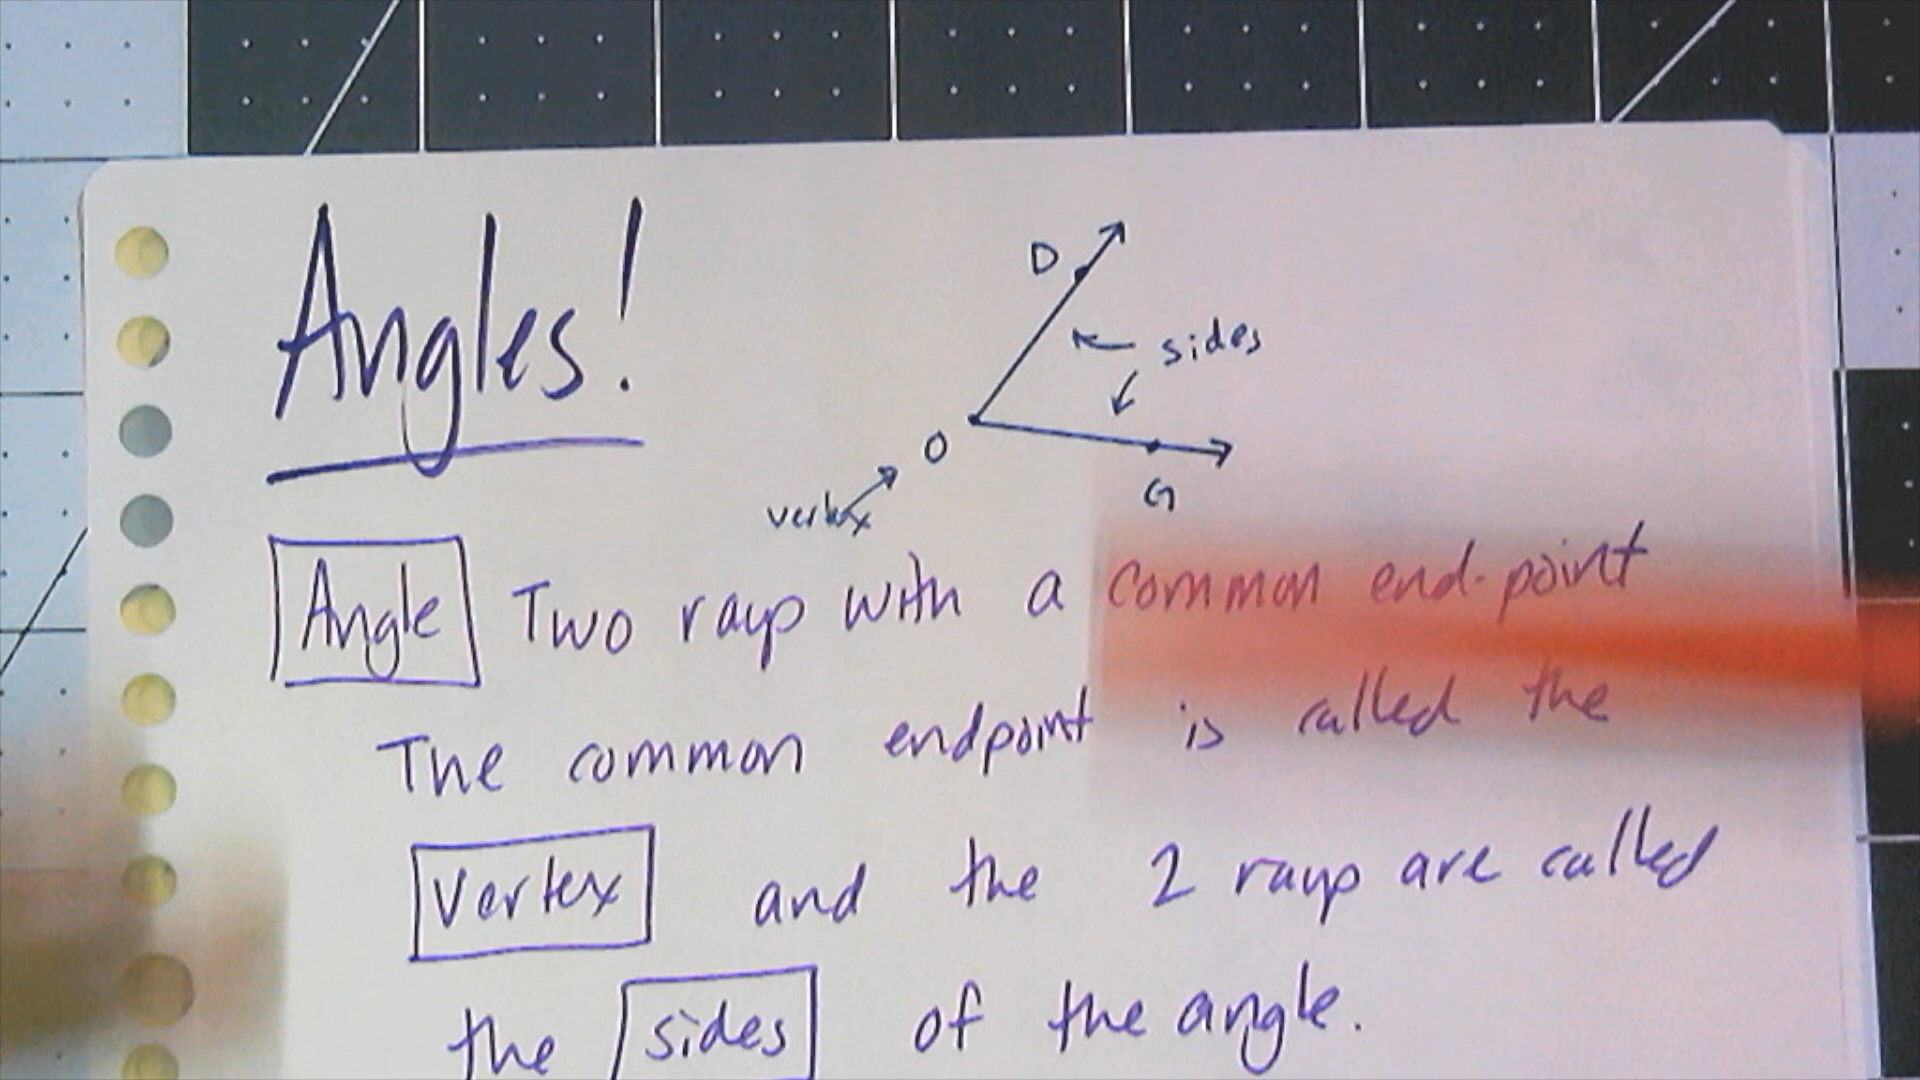 Angles!
D
sides
O
G
vertex
Angle Two rays with a common end-point
The common endpoint is called the
Vertex and the 2 rays are called
the sides of the angle.